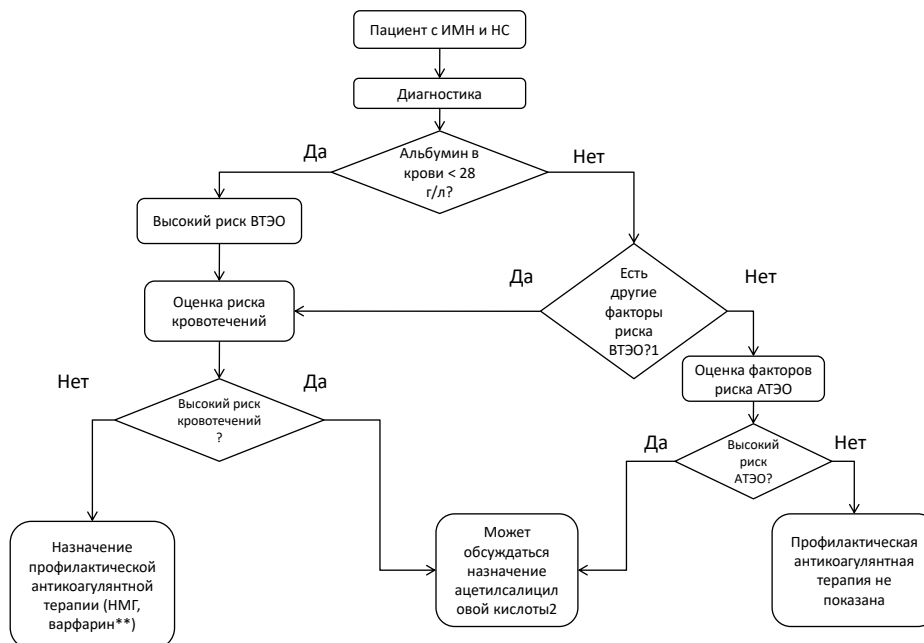 Пациент с ИМН и НС
Диагностика
Да
Альбумин в
крови < 28
г/л?
Нет
Высокий риск ВТЭО
Да
Есть
другие
факторы
риска
ВТЭО?1
Нет
Оценка риска
кровотечений
Оценка факторов
риска АТЭО
Нет
Высокий риск
кровотечений
?
Да
Да
Высокий
риск
АТЭО?
Нет
Назначение
профилактической
антикоагулянтной
терапии (НМГ,
варфарин**)
Может
обсуждаться
назначение
ацетилсалицил
овой кислоты2
Профилактическая
антикоагулянтная
терапия не
показана